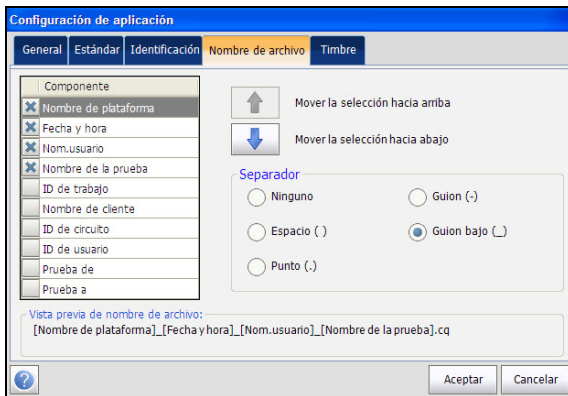 Configuración de aplicación
General Estándar Identificación Nombre de archivo Timbre
Componente
Nombre de plataforma
Fecha y hora
Nom.usuario
Nombre de la prueba
ID de trabajo
Nombre de cliente
ID de circuito
ID de usuario
Prueba de
Prueba a
Mover la selección hacia arriba
Mover la selección hacia abajo
Separador
Ninguno
Guion (-)
Espacio ( )
Guion bajo (_)
Punto (.)
Vista previa de nombre de archivo:
[Nombre de plataforma]_[Fecha y hora]_[Nom.usuario]_[Nombre de la prueba].cq
? Aceptar Cancelar